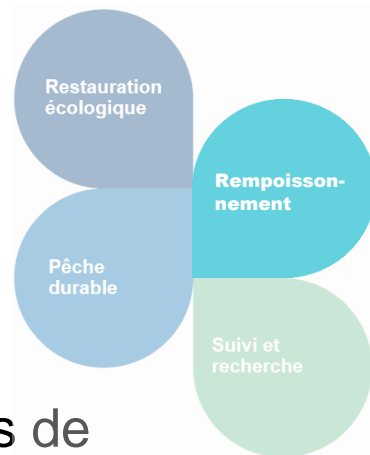 Restauration
écologique
Rempoisson-
nement
Pêche
durable
Suivi et
recherche
s de